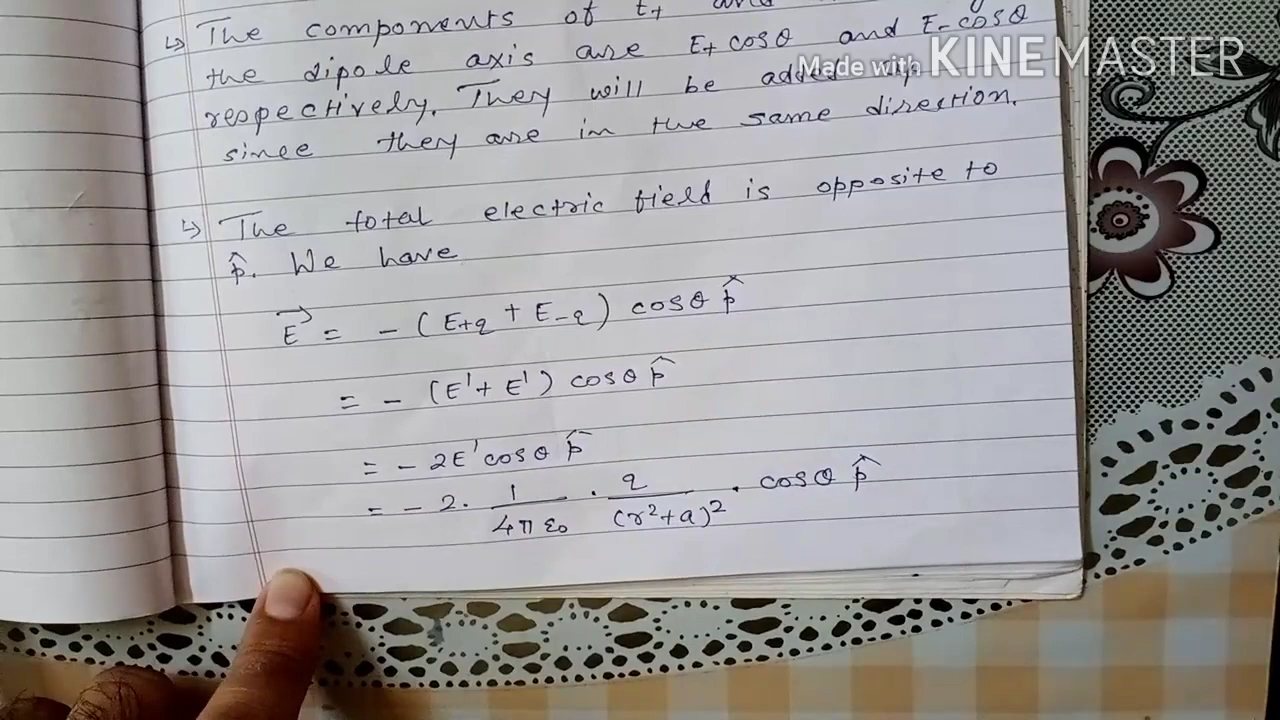 ↳ The components of E+
the dipole axis are E+ cosθ and E- cosθ
Made with KINEMASTER
respectively. They will be added up
since they are in the same direction.
↳ The total electric field is opposite to
p̂. We have
E⃗ = - (E+q + E-q) cosθ p̂
= - (E' + E') cosθ p̂
= - 2E' cosθ p̂
= - 2. 1/4πε₀ . q/(r²+a)² . cosθ p̂